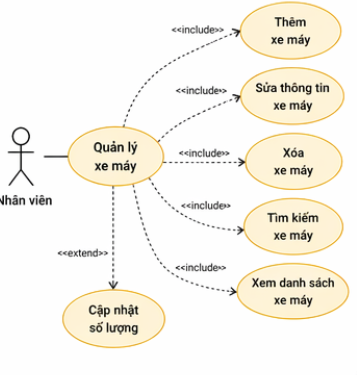 Thêm
xe máy
<<include>>
Sửa thông tin
xe máy
<<include>>
Quản lý
xe máy
<<include>>
Xóa
xe máy
Nhân viên
<<include>>
Tìm kiếm
xe máy
<<extend>>
<<include>>
Xem danh sách
xe máy
Cập nhật
số lượng